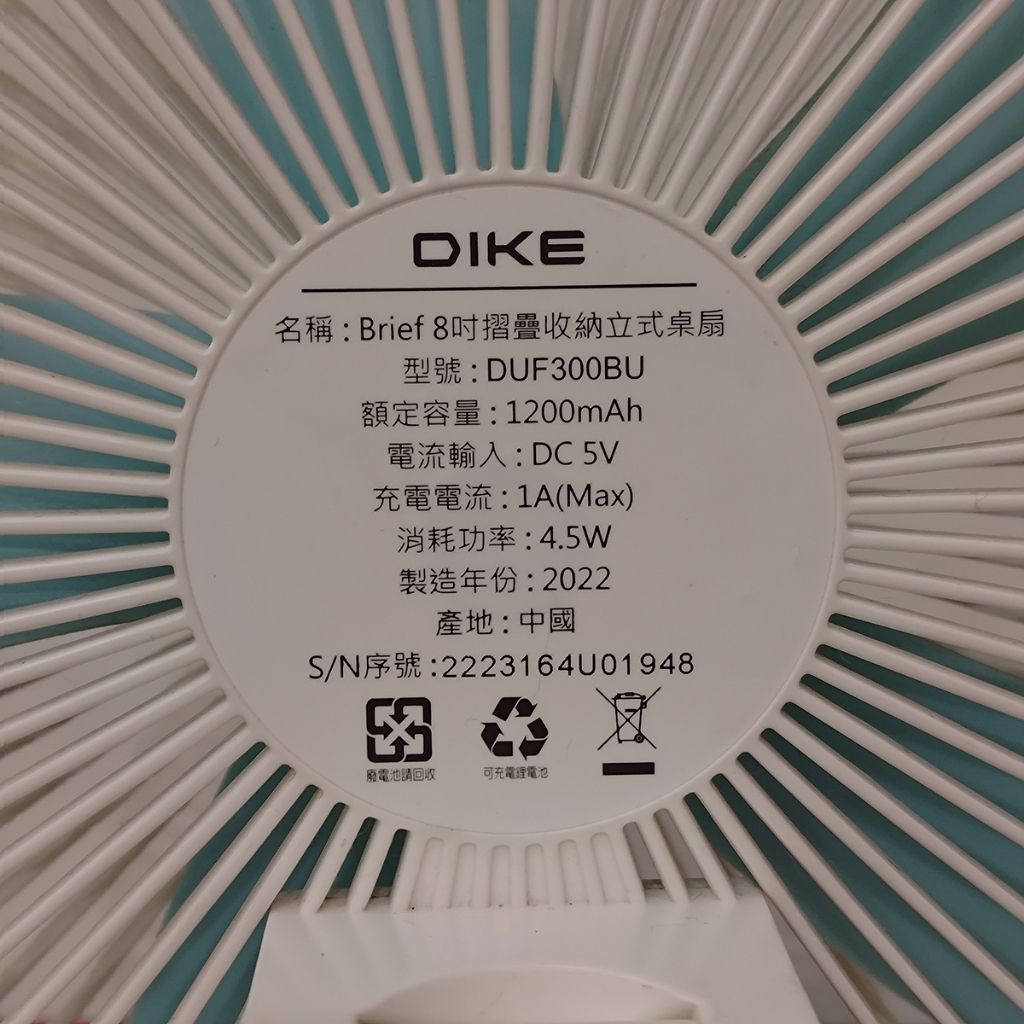 DIKE
名稱 : Brief 8吋摺疊收納立式桌扇
型號 : DUF300BU
額定容量 : 1200mAh
電流輸入 : DC 5V
充電電流 : 1A(Max)
消耗功率 : 4.5W
製造年份 : 2022
產地 : 中國
S/N序號 :2223164U01948
廢電池請回收 可充電鋰電池